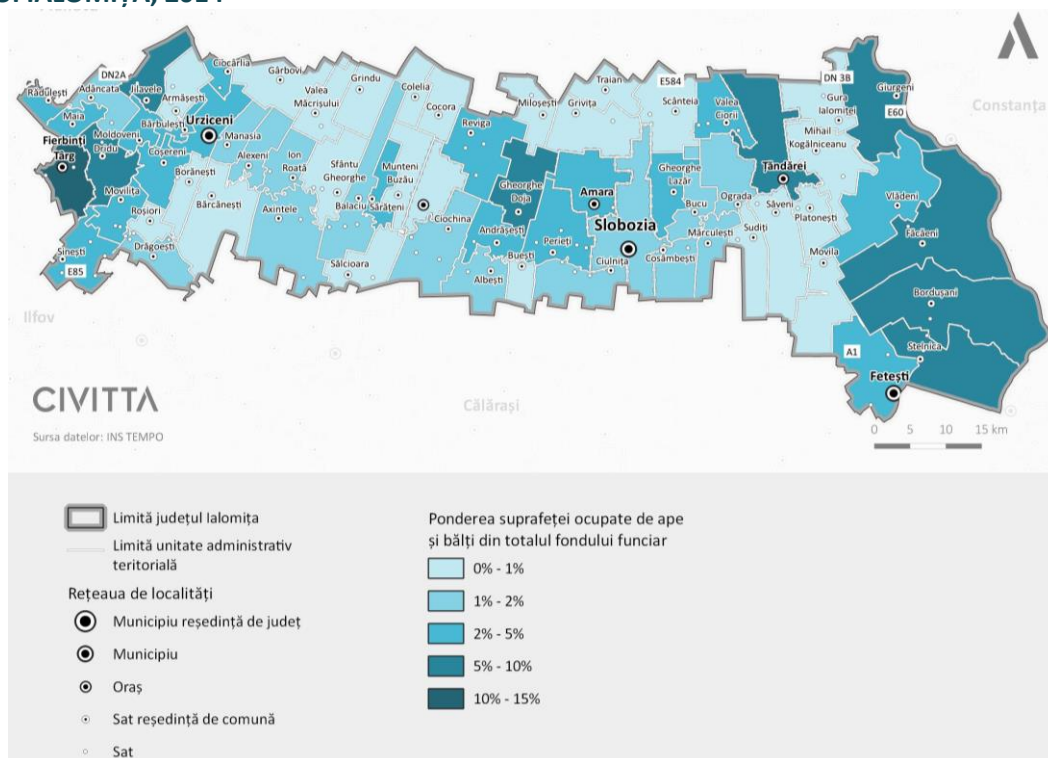 DN2A
Ciocârlia
Gârbovi
Grindu
Colelia
Traian
E584
DN 3B
Giurgeni
Rădulești
Adâncata
Jilavele
Armășești
Valea
Măcrișului
Cocora
Miloșești
Grivița
Scânteia
Valea
Ciorii
Gura
Ialomiței
E60
Constanța
Maia
Bărbulești
Urziceni
Reviga
Mihail
Kogălniceanu
Fierbinți
Târg
Moldoveni
Dridu
Coșereni
Manasia
Alexeni
Ion
Roată
Sfântu
Gheorghe
Munteni
Buzău
Gheorghe
Doja
Amara
Gheorghe
Lazăr
Țăndărei
Movilița
Borănești
Bărcănești
Axintele
Balaciu
Sărățeni
Ciochina
Slobozia
Bucu
Ograda
Săveni
Platonești
Vlădeni
Roșiori
Andrășești
Perieți
Mărculești
Sudiți
Făcăeni
Sinești
Drăgoești
Sălcioara
Albești
Buești
Ciulnița
Cosâmbești
Movila
E85
Bordușani
Ilfov
A1
Stelnica
Fetești
CIVITTA
Călărași
Sursa datelor: INS TEMPO
0 5 10 15 km
Limită județul Ialomița
Limită unitate administrativ
teritorială
Rețeaua de localități
Municipiu reședință de județ
Municipiu
Oraș
Sat reședință de comună
Sat
Ponderea suprafeței ocupate de ape
și bălți din totalul fondului funciar
0% - 1%
1% - 2%
2% - 5%
5% - 10%
10% - 15%